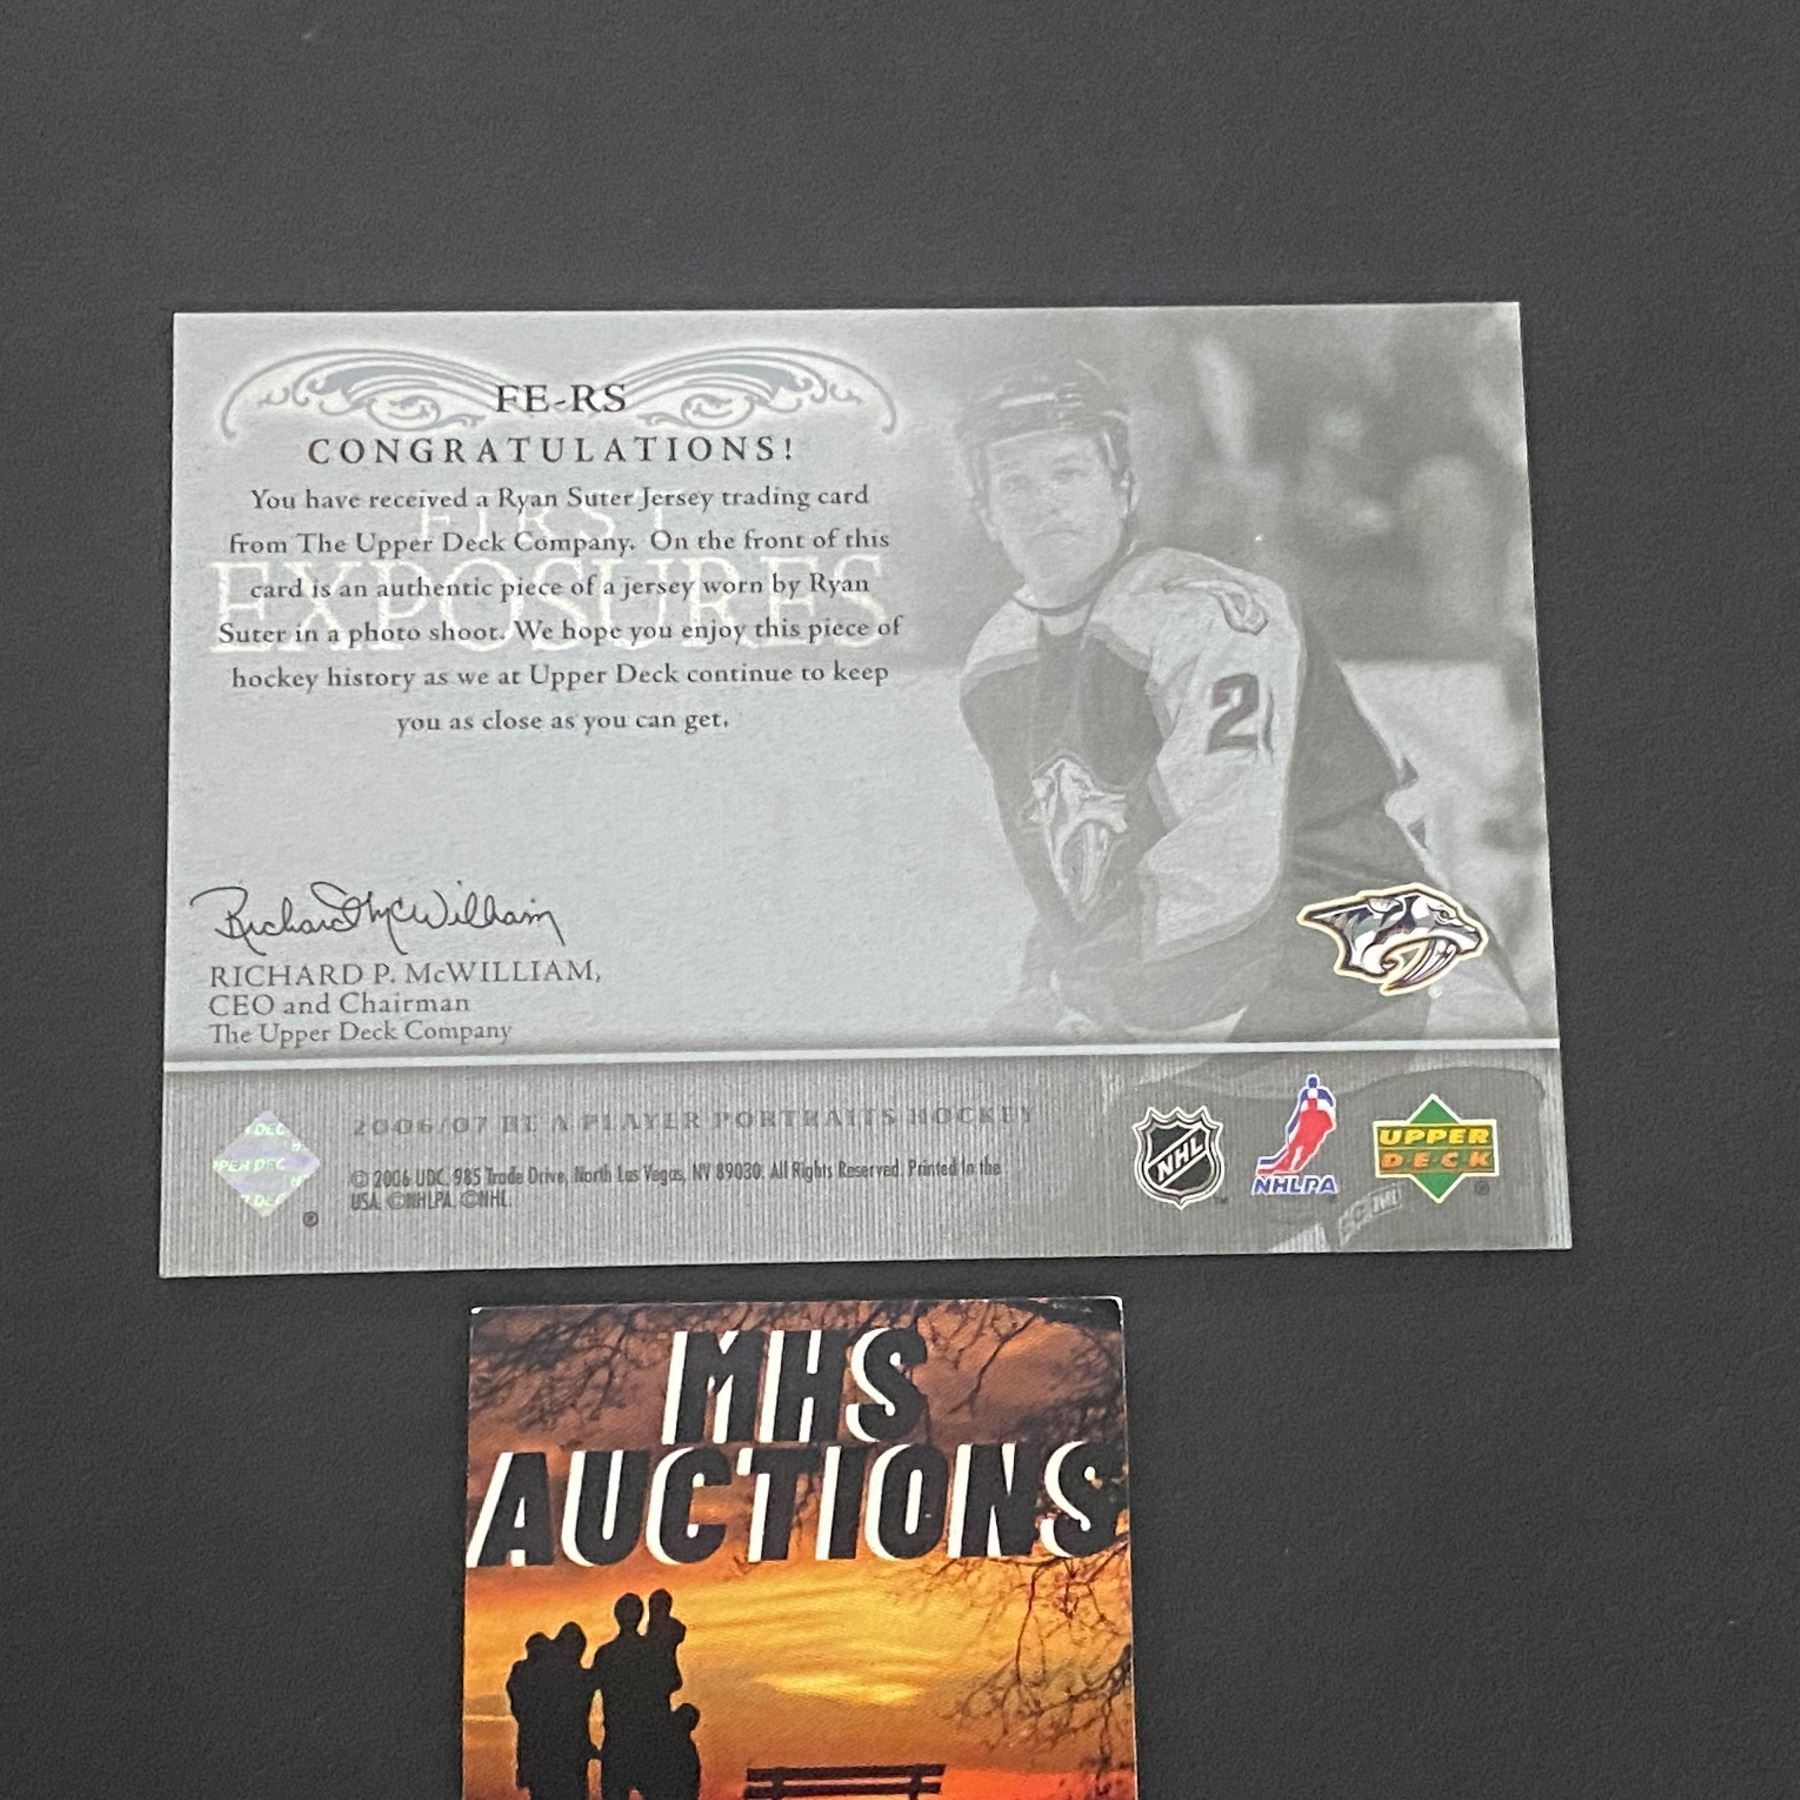 FE-RS
CONGRATULATIONS!
FIRST
EXPOSURES
You have received a Ryan Suter Jersey trading card
from The Upper Deck Company. On the front of this
card is an authentic piece of a jersey worn by Ryan
Suter in a photo shoot. We hope you enjoy this piece of
hockey history as we at Upper Deck continue to keep
you as close as you can get.
2
Richard McWilliam
RICHARD P. McWILLIAM,
CEO and Chairman
The Upper Deck Company
2006/07 BE A PLAYER PORTRAITS HOCKEY
© 2006 UDC, 985 Trade Drive, North Las Vegas, NV 89030. All Rights Reserved. Printed In the
USA. ©NHLPA. ©NHL.
®
NHL
NHLPA
UPPER
DECK
CCM
MHS
AUCTIONS